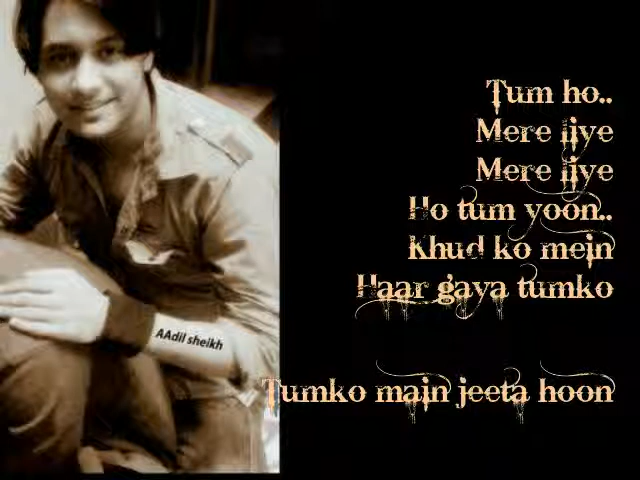 Tum ho..
Mere liye
Mere liye
Ho tum yoon..
Khud ko mein
Haar gaya tumko
AAdil sheikh
Tumko main jeeta hoon